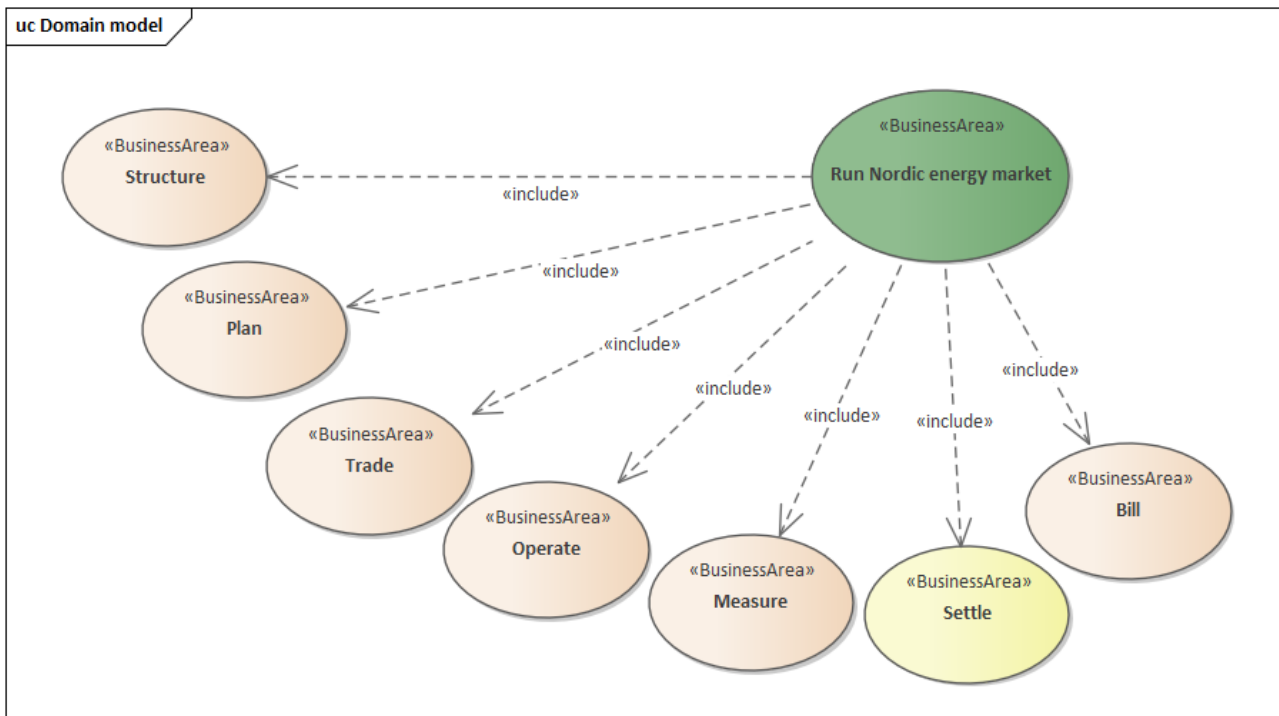 uc Domain model
«BusinessArea»
Run Nordic energy market
«BusinessArea»
Structure
«include»
«BusinessArea»
Plan
«include»
«BusinessArea»
Trade
«include»
«BusinessArea»
Operate
«include»
«BusinessArea»
Measure
«include»
«BusinessArea»
Settle
«include»
«BusinessArea»
Bill
«include»